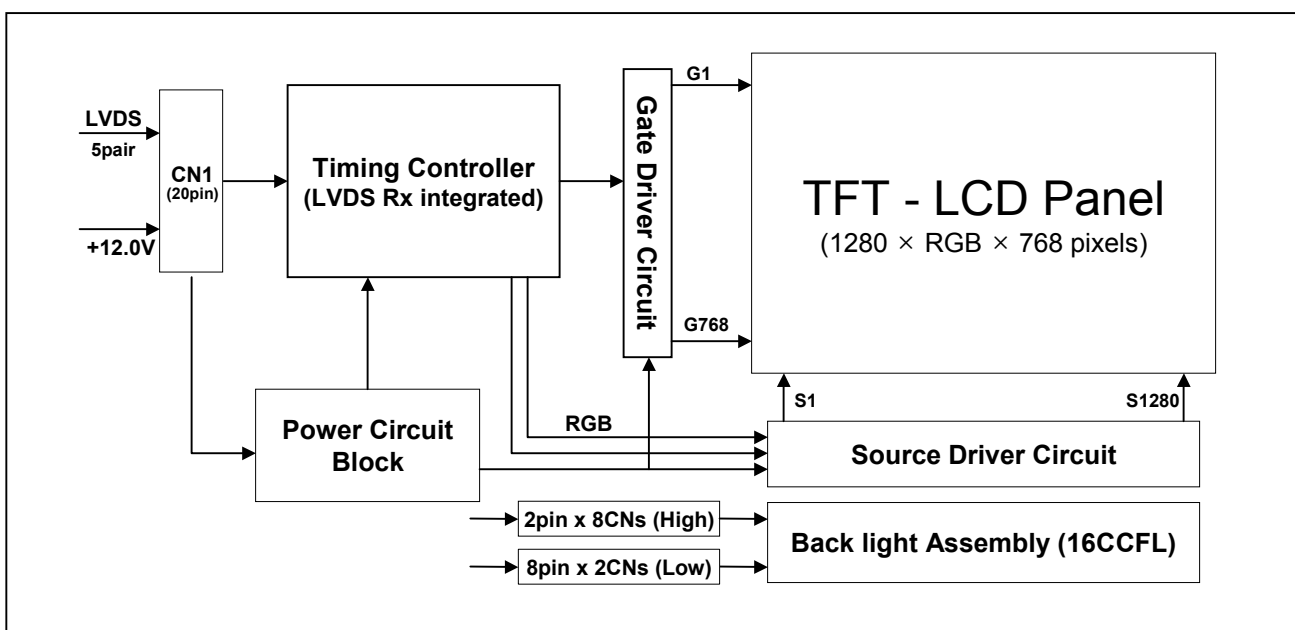 LVDS
5pair
+12.0V
CN1
(20pin)
Timing Controller
(LVDS Rx integrated)
Gate Driver Circuit
G1
G768
TFT - LCD Panel
(1280 × RGB × 768 pixels)
S1
S1280
Power Circuit
Block
RGB
Source Driver Circuit
2pin x 8CNs (High)
8pin x 2CNs (Low)
Back light Assembly (16CCFL)